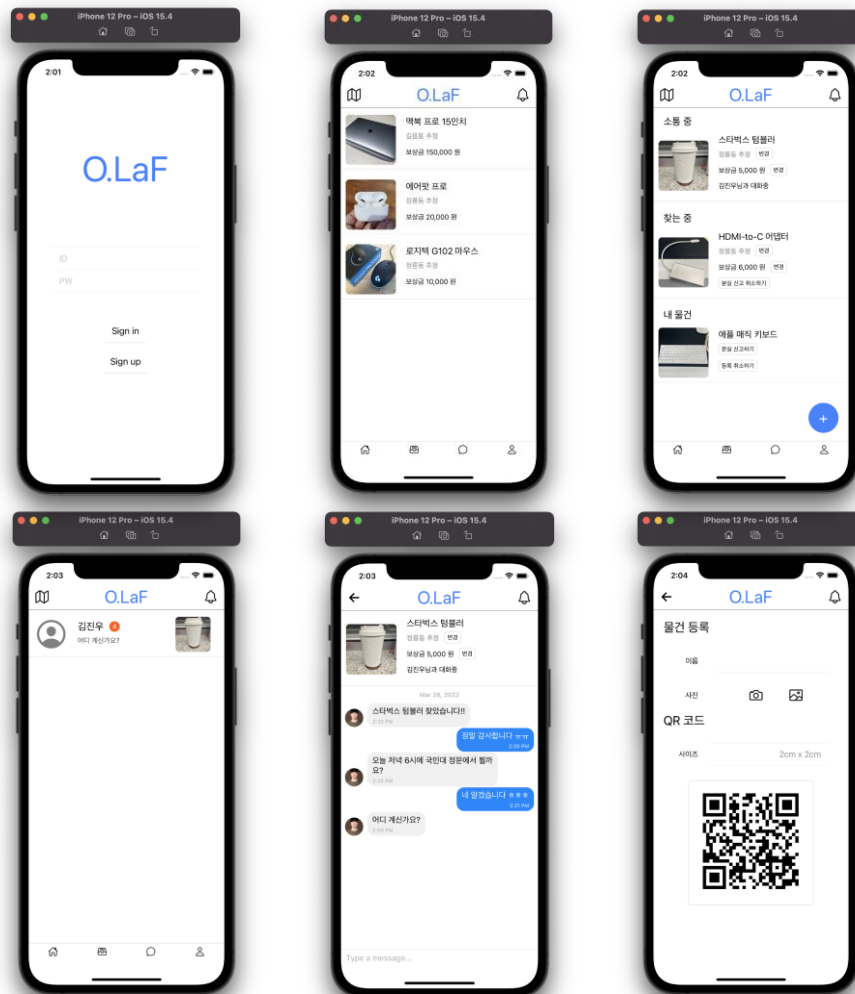 iPhone 12 Pro – iOS 15.4
2:01
O.LaF
ID
PW
Sign in
Sign up
iPhone 12 Pro – iOS 15.4
2:02
O.LaF
맥북 프로 15인치
길음동 추정
보상금 150,000 원
에어팟 프로
정릉동 추정
보상금 20,000 원
로지텍 G102 마우스
정릉동 추정
보상금 10,000 원
iPhone 12 Pro – iOS 15.4
2:02
O.LaF
소통 중
스타벅스 텀블러
정릉동 추정 변경
보상금 5,000 원 변경
김진우님과 대화중
찾는 중
HDMI-to-C 어댑터
정릉동 추정 변경
보상금 6,000 원 변경
분실 신고 취소하기
내 물건
애플 매직 키보드
분실 신고하기
등록 취소하기
+
iPhone 12 Pro – iOS 15.4
2:03
O.LaF
김진우 4
어디 계신가요?
iPhone 12 Pro – iOS 15.4
2:03
O.LaF
스타벅스 텀블러
정릉동 추정 변경
보상금 5,000 원 변경
김진우님과 대화중
Mar 28, 2022
스타벅스 텀블러 찾았습니다!!
정말 감사합니다 ㅠㅠ
오늘 저녁 6시에 국민대 정문에서 뵐까
요?
네 알겠습니다 ㅎㅎㅎ
어디 계신가요?
Type a message...
iPhone 12 Pro – iOS 15.4
2:04
O.LaF
물건 등록
이름
사진
QR 코드
사이즈 2cm x 2cm